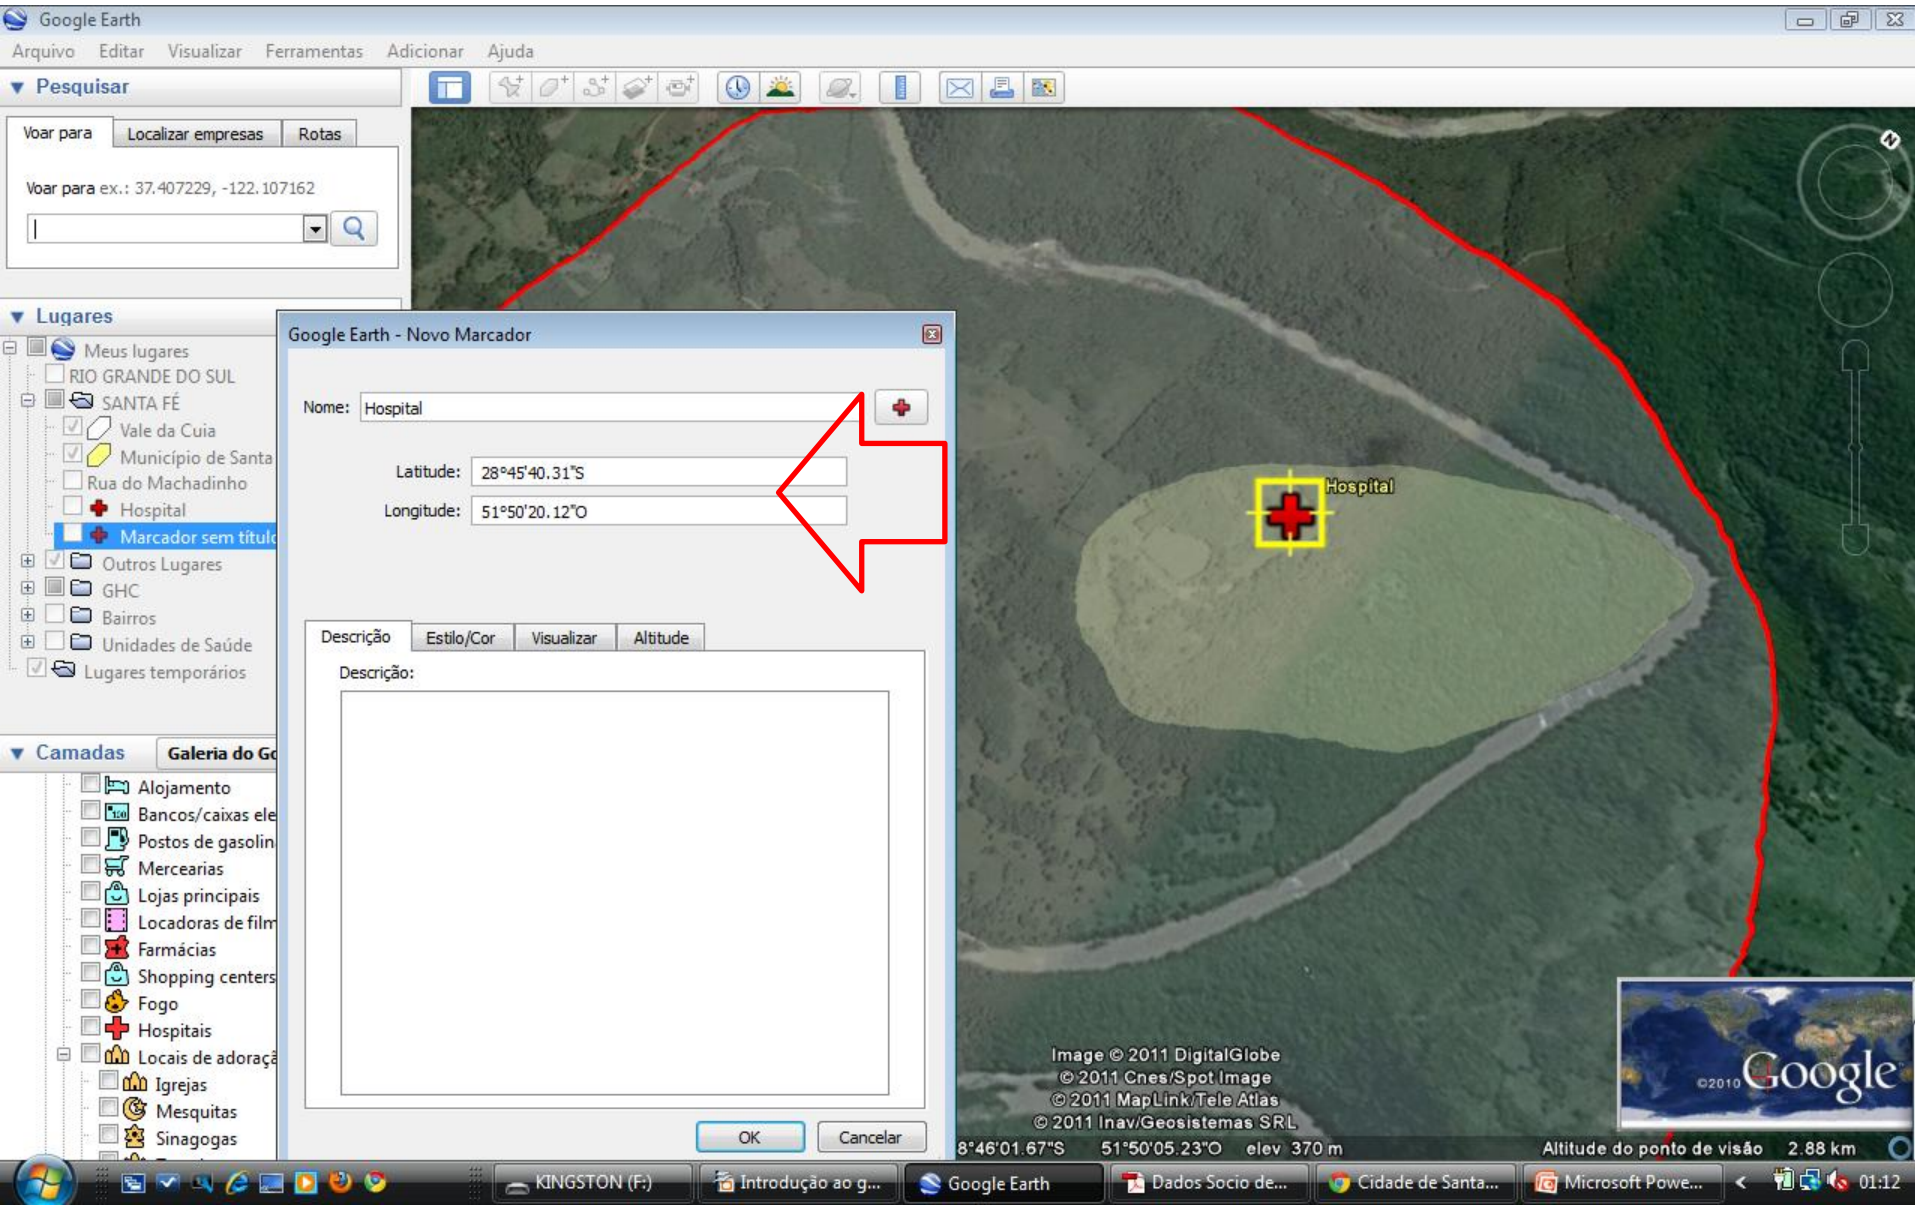 Google Earth
Arquivo Editar Visualizar Ferramentas Adicionar Ajuda
Pesquisar
Voar para Localizar empresas Rotas
Voar para ex.: 37.407229, -122.107162
Lugares
Meus lugares
RIO GRANDE DO SUL
SANTA FÉ
Vale da Cuia
Município de Santa
Rua do Machadinho
Hospital
Marcador sem título
Outros Lugares
GHC
Bairros
Unidades de Saúde
Lugares temporários
Camadas Galeria do Go
Alojamento
Bancos/caixas ele
Postos de gasolin
Mercearias
Lojas principais
Locadoras de film
Farmácias
Shopping centers
Fogo
Hospitais
Locais de adoraçã
Igrejas
Mesquitas
Sinagogas
Google Earth - Novo Marcador
Nome: Hospital
Latitude: 28°45'40.31"S
Longitude: 51°50'20.12"O
Descrição Estilo/Cor Visualizar Altitude
Descrição:
OK Cancelar
Hospital
N
Image © 2011 DigitalGlobe
© 2011 Cnes/Spot Image
© 2011 MapLink/Tele Atlas
© 2011 Inav/Geosistemas SRL
©2010 Google
8°46'01.67"S 51°50'05.23"O elev 370 m Altitude do ponto de visão 2.88 km
KINGSTON (F:) Introdução ao g... Google Earth Dados Socio de... Cidade de Santa... Microsoft Powe... < 01:12